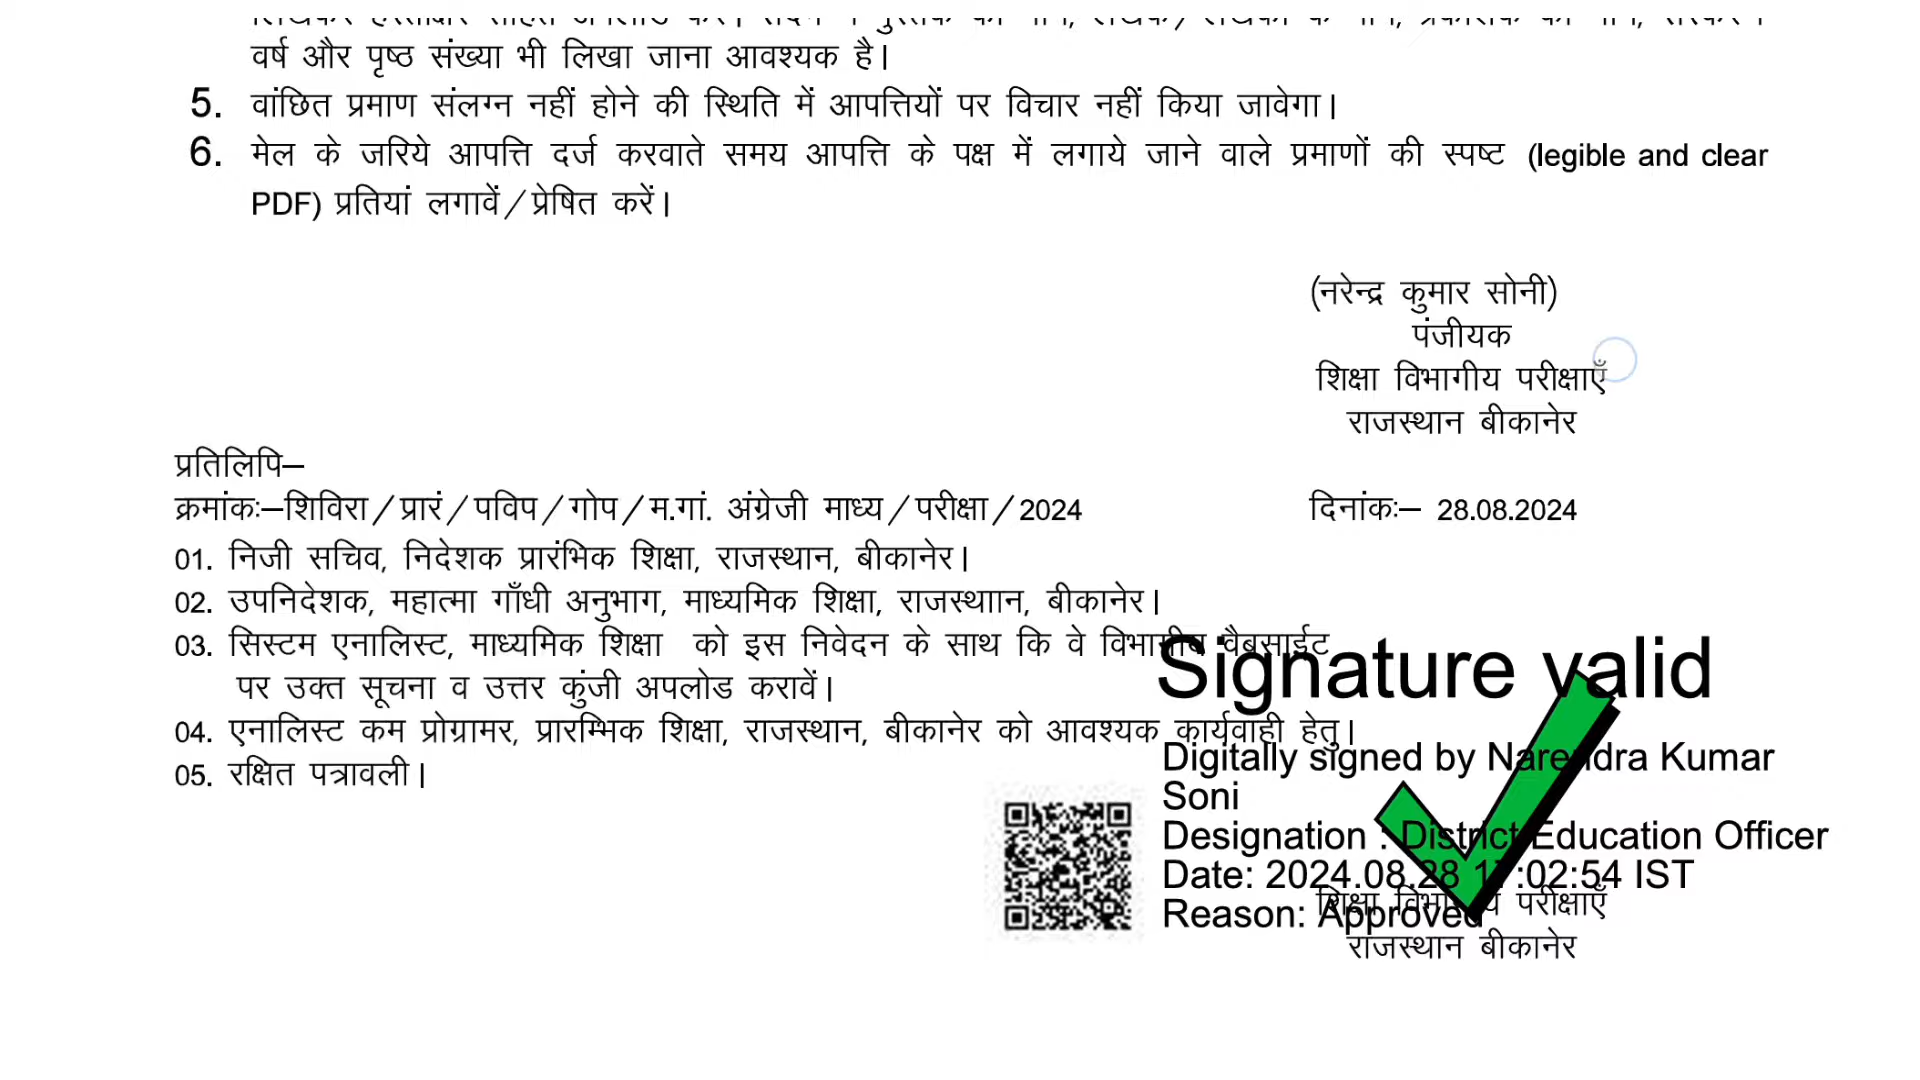 वर्ष और पृष्ठ संख्या भी लिखा जाना आवश्यक है।
5. वांछित प्रमाण संलग्न नहीं होने की स्थिति में आपत्तियों पर विचार नहीं किया जावेगा।
6. मेल के जरिये आपत्ति दर्ज करवाते समय आपत्ति के पक्ष में लगाये जाने वाले प्रमाणों की स्पष्ट (legible and clear
PDF) प्रतियां लगावें/प्रेषित करें।
(नरेन्द्र कुमार सोनी)
पंजीयक
शिक्षा विभागीय परीक्षाएँ
राजस्थान बीकानेर
प्रतिलिपि–
क्रमांकः–शिविरा/प्रारं/पविप/गोप/म.गां. अंग्रेजी माध्य/परीक्षा/2024 दिनांकः– 28.08.2024
01. निजी सचिव, निदेशक प्रारंभिक शिक्षा, राजस्थान, बीकानेर।
02. उपनिदेशक, महात्मा गाँधी अनुभाग, माध्यमिक शिक्षा, राजस्थाान, बीकानेर।
03. सिस्टम एनालिस्ट, माध्यमिक शिक्षा को इस निवेदन के साथ कि वे विभागीय वैबसाईट
पर उक्त सूचना व उत्तर कुंजी अपलोड करावें।
04. एनालिस्ट कम प्रोग्रामर, प्रारम्भिक शिक्षा, राजस्थान, बीकानेर को आवश्यक कार्यवाही हेतु।
05. रक्षित पत्रावली।
Signature valid
Digitally signed by Narendra Kumar
Soni
Designation : District Education Officer
Date: 2024.08.28 17:02:54 IST
Reason: Approved
शिक्षा विभागीय परीक्षाएँ
राजस्थान बीकानेर